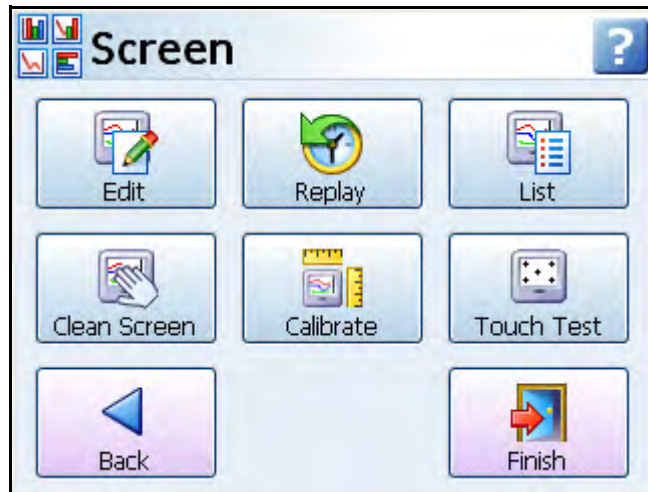 Screen
?
Edit
Replay
List
Clean Screen
Calibrate
Touch Test
Back
Finish